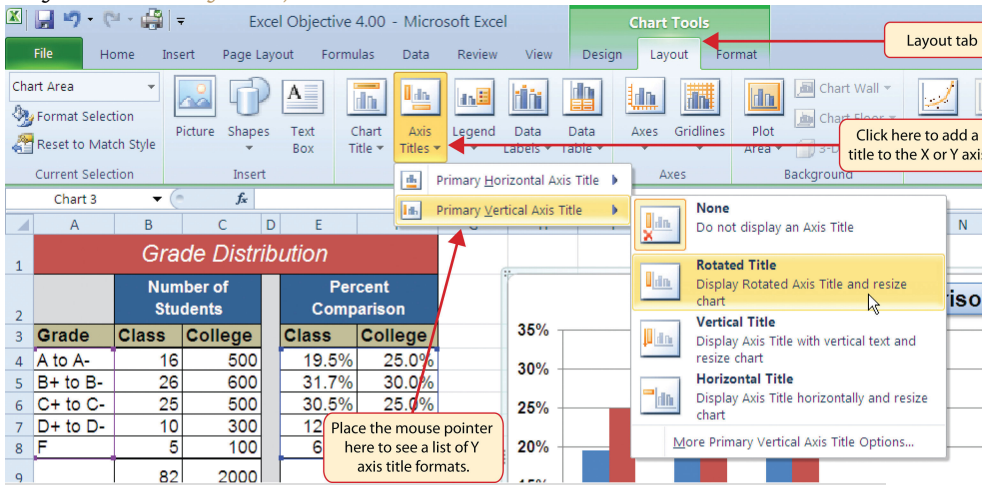 Excel Objective 4.00 - Microsoft Excel
Chart Tools
Layout tab
File Home Insert Page Layout Formulas Data Review View Design Layout Format
Chart Area
Format Selection
Reset to Match Style
Current Selection
Picture
Shapes
Text
Box
Insert
Chart
Title
Axis
Titles
Legend
Data
Labels
Data
Table
Axes
Gridlines
Axes
Plot
Area
Chart Wall
Chart Floor
Background
Click here to add a
title to the X or Y axis
Primary Horizontal Axis Title
Primary Vertical Axis Title
None
Do not display an Axis Title
Rotated Title
Display Rotated Axis Title and resize
chart
Vertical Title
Display Axis Title with vertical text and
resize chart
Horizontal Title
Display Axis Title horizontally and resize
chart
More Primary Vertical Axis Title Options...
Chart 3
fx
A B C D E N
1 Grade Distribution
2 Number of
Students
Percent
Comparison
3 Grade Class College Class College
4 A to A- 16 500 19.5% 25.0%
5 B+ to B- 26 600 31.7% 30.0%
6 C+ to C- 25 500 30.5% 25.0%
7 D+ to D- 10 300 12
8 F 5 100 6
9 82 2000
Place the mouse pointer
here to see a list of Y
axis title formats.
35%
30%
25%
20%